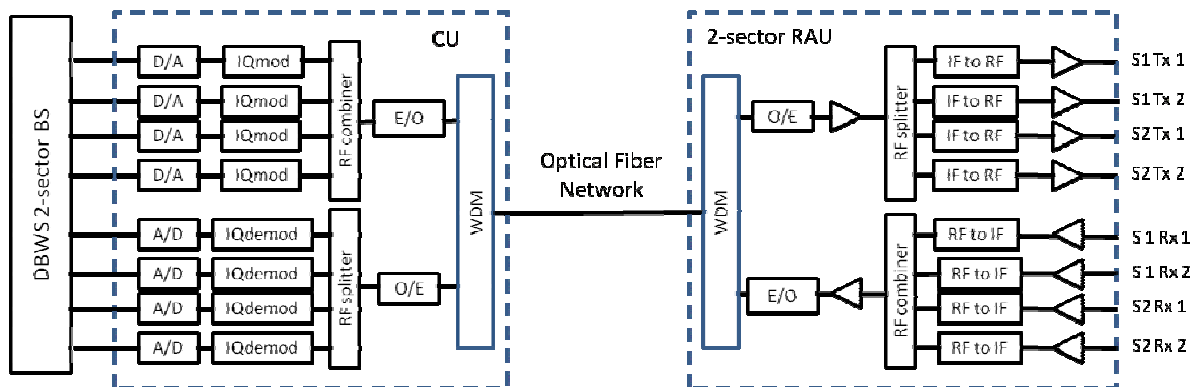 DBWS 2-sector BS
CU
D/A IQmod
D/A IQmod
D/A IQmod
D/A IQmod
RF combiner
E/O
A/D IQdemod
A/D IQdemod
A/D IQdemod
A/D IQdemod
RF splitter
O/E
WDM
Optical Fiber
Network
2-sector RAU
WDM
O/E
RF splitter
IF to RF S1 Tx 1
IF to RF S1 Tx 2
IF to RF S2 Tx 1
IF to RF S2 Tx 2
E/O
RF combiner
RF to IF S1 Rx 1
RF to IF S1 Rx 2
RF to IF S2 Rx 1
RF to IF S2 Rx 2